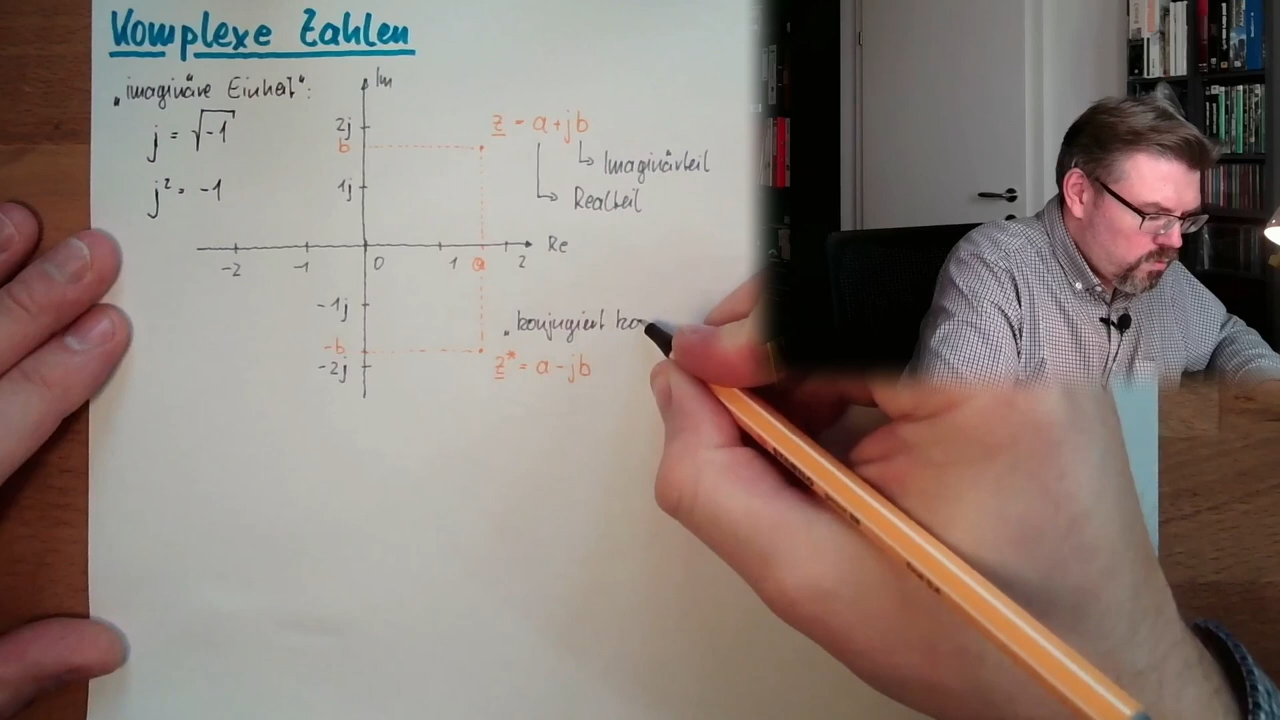 Komplexe Zahlen
„imaginäre Einheit“:
j = √-1
j² = -1
Im
2j
b
1j
-2 -1 0 1 a 2
Re
-1j
-b
-2j
z = a + jb
Imaginärteil
Realteil
„konjugiert ko
z* = a - jb